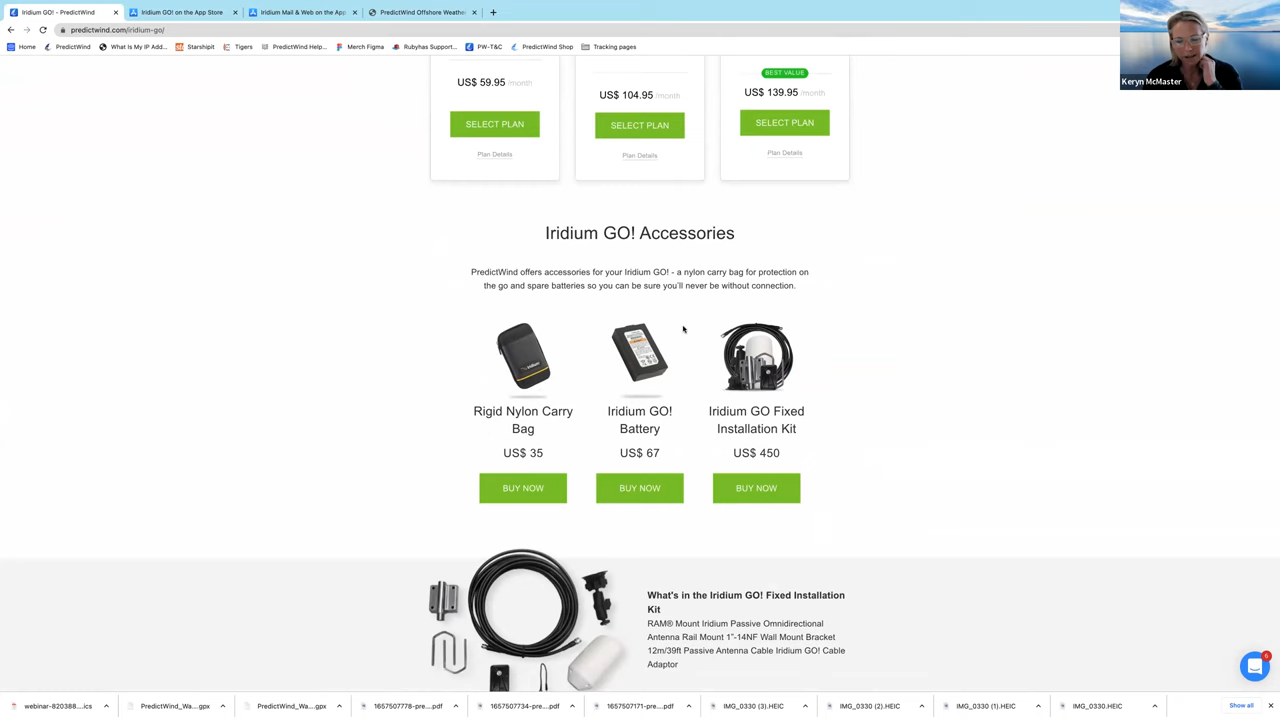 Iridium GO! - PredictWind
Iridium GO! on the App Store
Iridium Mail & Web on the App
PredictWind Offshore Weathe
predictwind.com/iridium-go/
Home
PredictWind
What Is My IP Add...
Starshipit
Tigers
PredictWind Help...
Merch Figma
Rubyhas Support...
PW-T&C
PredictWind Shop
Tracking pages
Keryn McMaster
US$ 59.95 /month
US$ 104.95 /month
BEST VALUE
US$ 139.95 /month
SELECT PLAN
SELECT PLAN
SELECT PLAN
Plan Details
Plan Details
Plan Details
Iridium GO! Accessories
PredictWind offers accessories for your Iridium GO! - a nylon carry bag for protection on
the go and spare batteries so you can be sure you'll never be without connection.
Rigid Nylon Carry
Bag
US$ 35
BUY NOW
Iridium GO!
Battery
US$ 67
BUY NOW
Iridium GO Fixed
Installation Kit
US$ 450
BUY NOW
What's in the Iridium GO! Fixed Installation
Kit
RAM® Mount Iridium Passive Omnidirectional
Antenna Rail Mount 1"-14NF Wall Mount Bracket
12m/39ft Passive Antenna Cable Iridium GO! Cable
Adaptor
6
webinar-820388....ics
PredictWind_Wa....gpx
PredictWind_Wa....gpx
1657507778-pre....pdf
1657507734-pre....pdf
1657507171-pre....pdf
IMG_0330 (3).HEIC
IMG_0330 (2).HEIC
IMG_0330 (1).HEIC
IMG_0330.HEIC
Show all